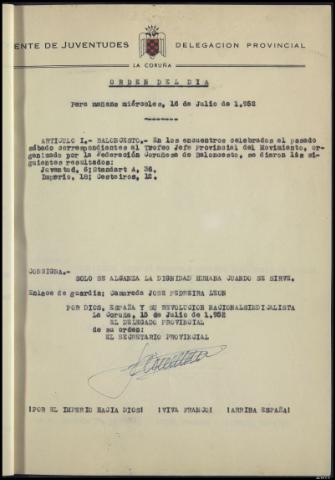 ENTE DE JUVENTUDES DELEGACION PROVINCIAL
LA CORUÑA
ORDEN DEL DIA
Para mañana miércoles, 16 de Julio de 1.952
ARTICULO I.- BALONCESTO.- En los encuentros celebrados el pasado
sábado correspondientes al Trofeo Jefe Provincial del Movimiento, or-
ganizado por la Federación Coruñesa de Baloncesto, se dieron los si-
guientes resultados:
Juventud, 6; Standart A, 36.
Imperio, 18; Cesteiros, 12.
CONSIGNA.-
SOLO SE ALCANZA LA DIGNIDAD HUMANA CUANDO SE SIRVE.
Enlace de guardia: Camarada JOSE PEDREIRA LEON
POR DIOS, ESPAÑA Y SU REVOLUCION NACIONALSINDICALISTA
La Coruña, 15 de Julio de 1.952
EL DELEGADO PROVINCIAL
de su orden:
EL SECRETARIO PROVINCIAL
¡POR EL IMPERIO HACIA DIOS! ¡VIVA FRANCO! ¡ARRIBA ESPAÑA!